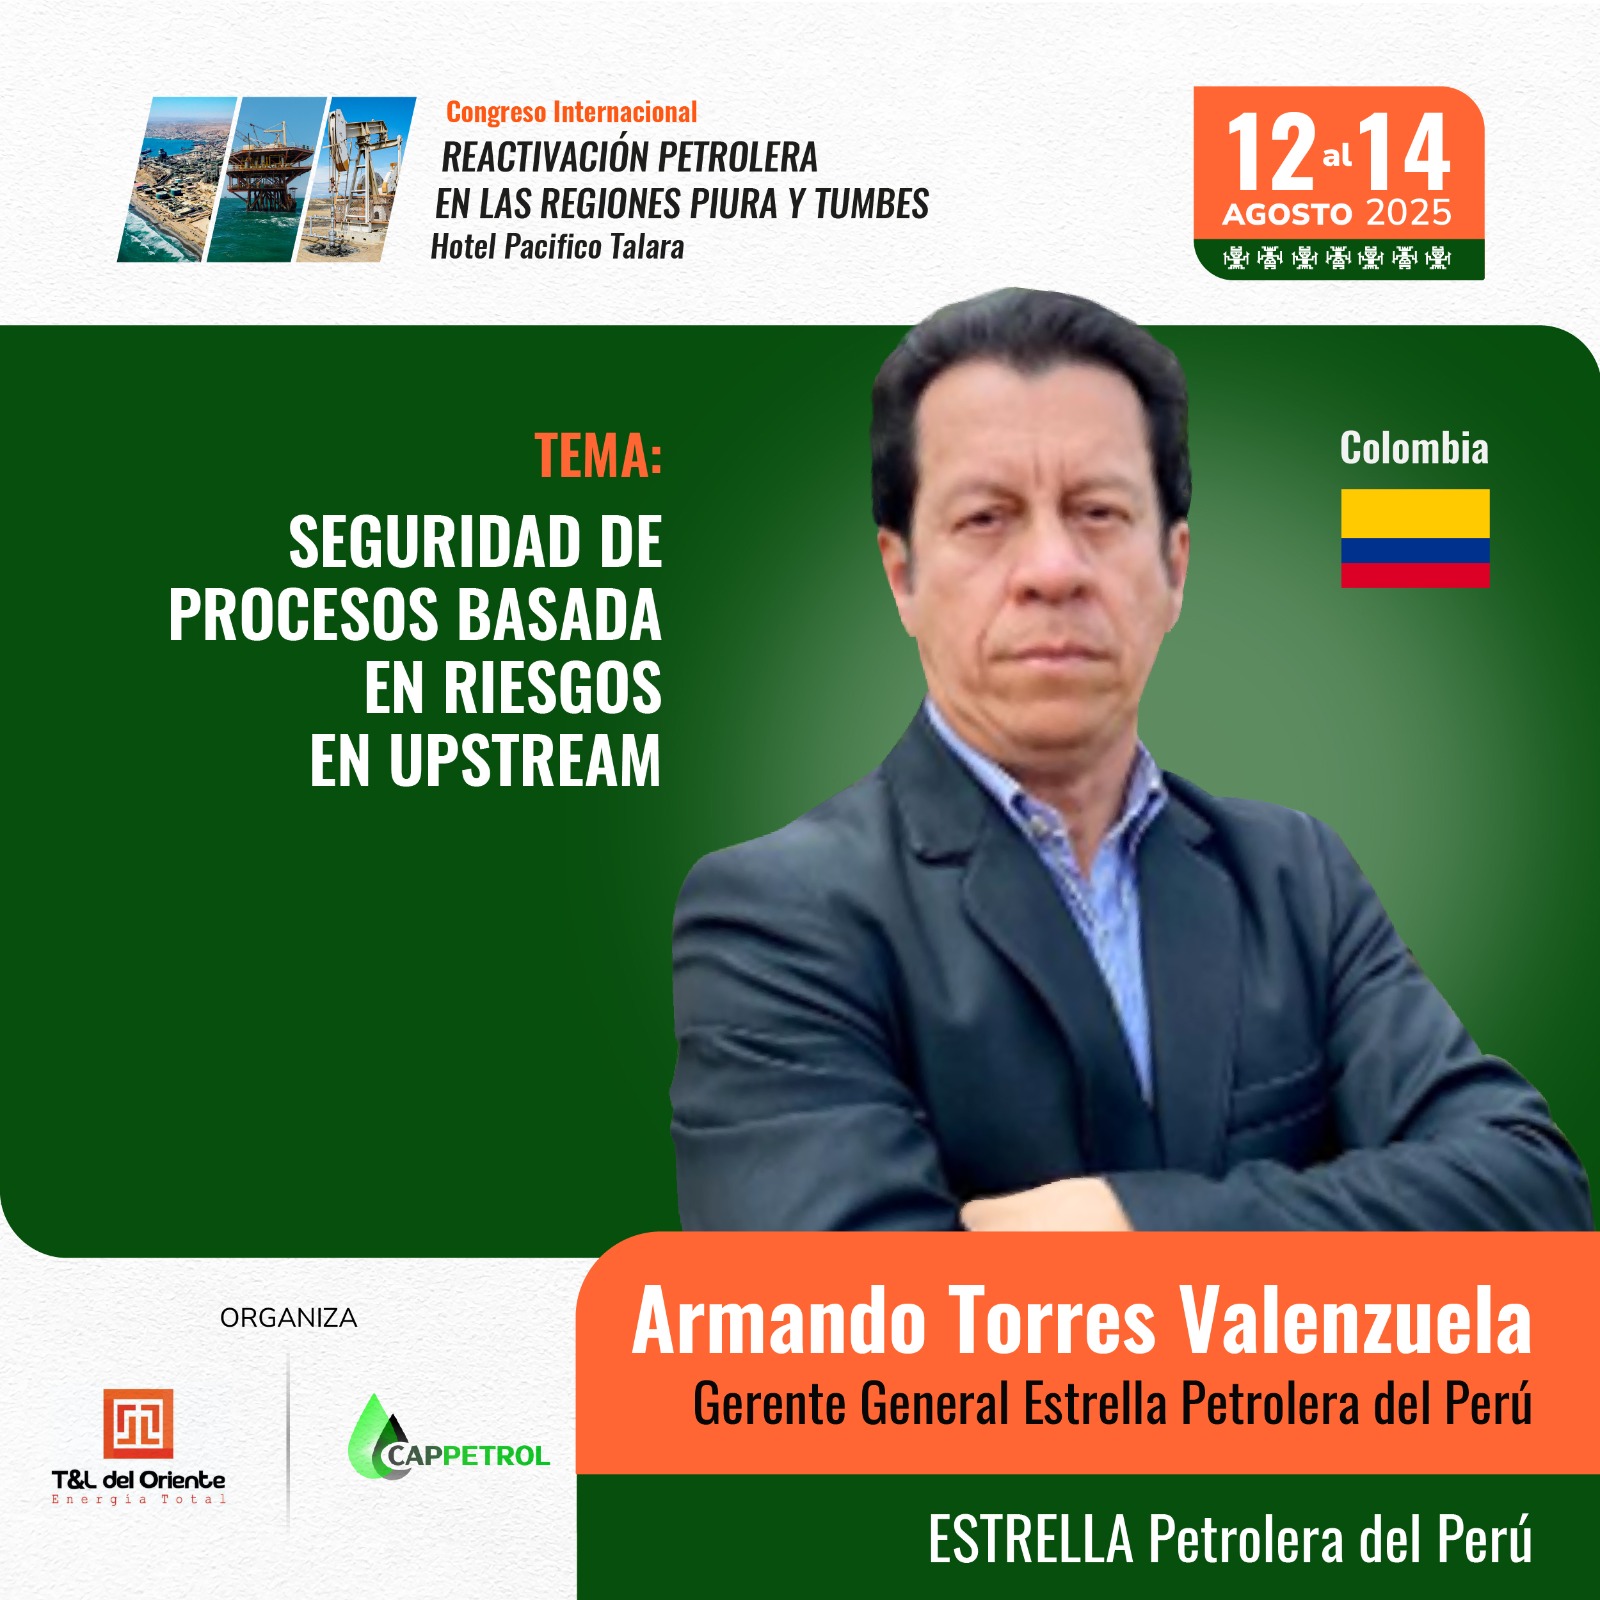 Congreso Internacional
REACTIVACIÓN PETROLERA
EN LAS REGIONES PIURA Y TUMBES
Hotel Pacifico Talara
12 al 14
AGOSTO 2025
TEMA:
SEGURIDAD DE
PROCESOS BASADA
EN RIESGOS
EN UPSTREAM
Colombia
Armando Torres Valenzuela
Gerente General Estrella Petrolera del Perú
ESTRELLA Petrolera del Perú
ORGANIZA
T&L del Oriente
Energía Total
CAPPETROL